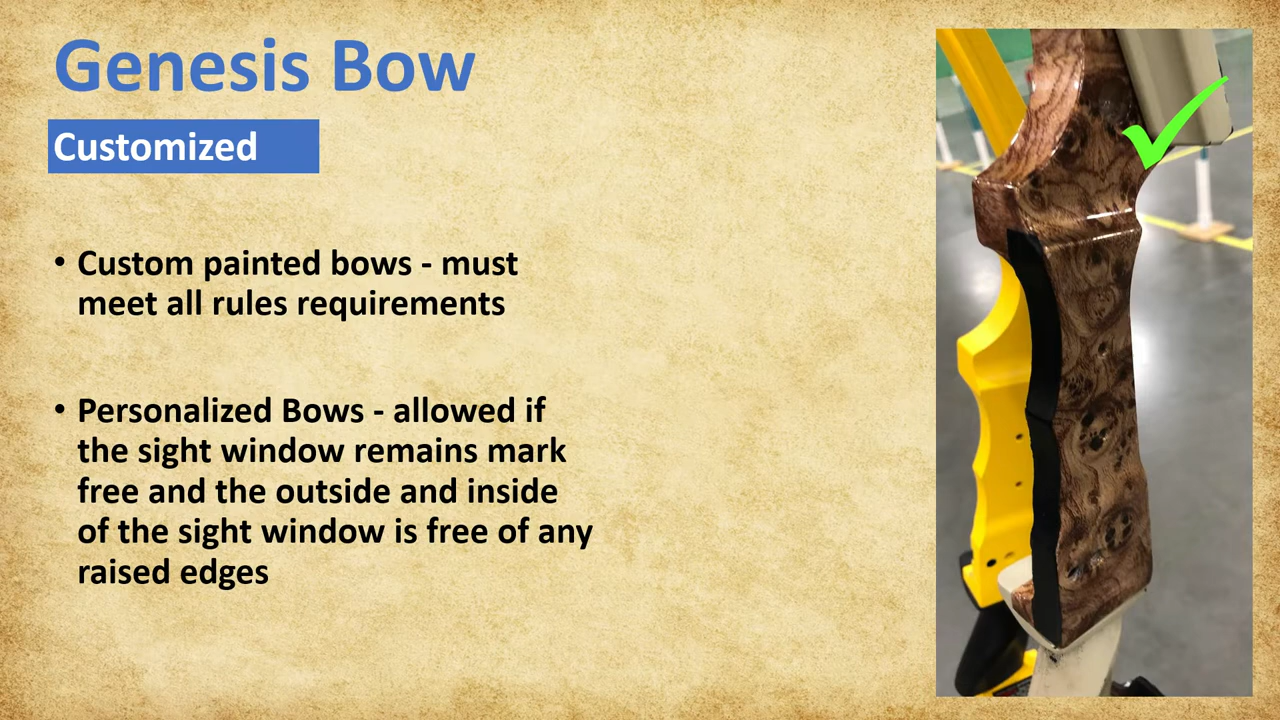 Genesis Bow
Customized
• Custom painted bows - must
meet all rules requirements
• Personalized Bows - allowed if
the sight window remains mark
free and the outside and inside
of the sight window is free of any
raised edges